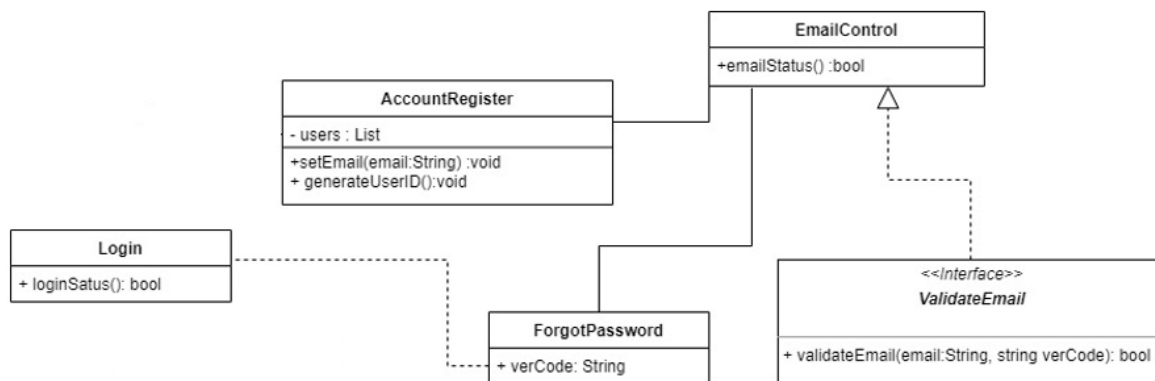 EmailControl
+emailStatus() :bool
AccountRegister
- users : List
+setEmail(email:String) :void
+ generateUserID():void
Login
+ loginSatus(): bool
ForgotPassword
+ verCode: String
<<Interface>>
ValidateEmail
+ validateEmail(email:String, string verCode): bool